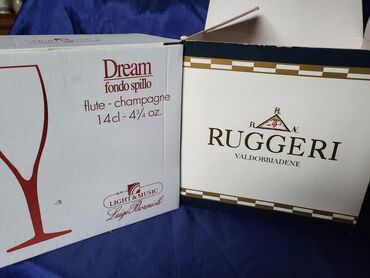 Dream
fondo spillo
flute - champagne
14cl - 4¾ oz.
LIGHT & MUSIC
Luigi Bormioli
R
R N
RUGGERI
VALDOBBIADENE